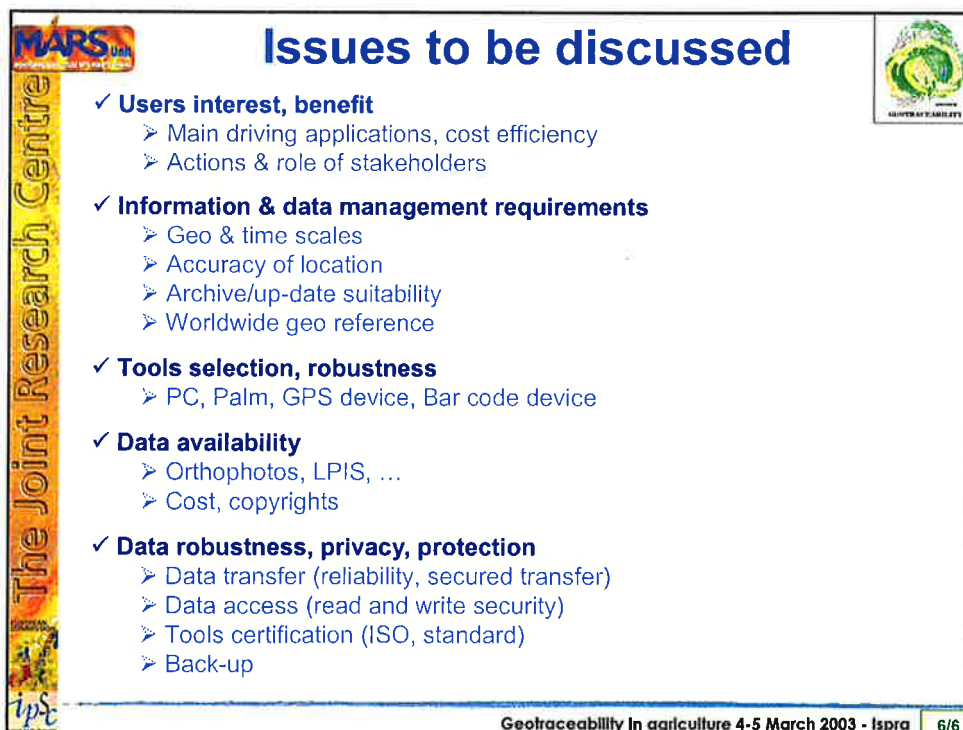 MARS Unit
Issues to be discussed
GEOTRACEABILITY
The Joint Research Centre
✓ Users interest, benefit
➢ Main driving applications, cost efficiency
➢ Actions & role of stakeholders
✓ Information & data management requirements
➢ Geo & time scales
➢ Accuracy of location
➢ Archive/up-date suitability
➢ Worldwide geo reference
✓ Tools selection, robustness
➢ PC, Palm, GPS device, Bar code device
✓ Data availability
➢ Orthophotos, LPIS, ...
➢ Cost, copyrights
✓ Data robustness, privacy, protection
➢ Data transfer (reliability, secured transfer)
➢ Data access (read and write security)
➢ Tools certification (ISO, standard)
➢ Back-up
ipsc
Geotraceability in agriculture 4-5 March 2003 - Ispra 6/6